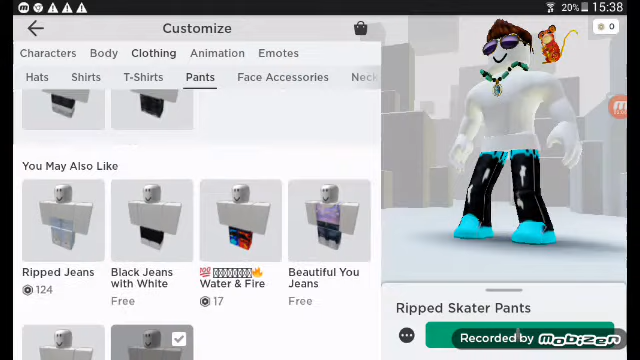 20% 15:38
Customize
0
Characters Body Clothing Animation Emotes
Hats Shirts T-Shirts Pants Face Accessories Neck
You May Also Like
Ripped Jeans
124
Black Jeans
with White
Free
💯 🔥
Water & Fire
17
Beautiful You
Jeans
Free
Ripped Skater Pants
Recorded by MOBIZEN